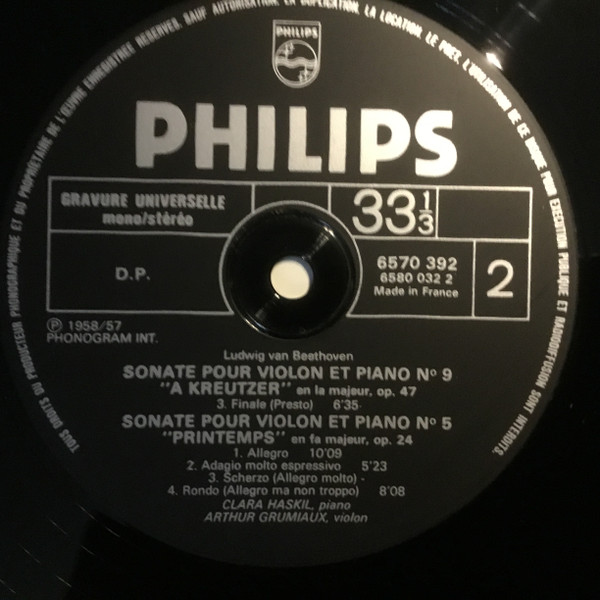 TOUS DROITS DU PRODUCTEUR PHONOGRAPHIQUE ET DU PROPRIETAIRE DE L'ŒUVRE ENREGISTREE RESERVES. SAUF AUTORISATION, LA DUPLICATION, LA LOCATION, LE PRET, L'UTILISATION DE CE DISQUE POUR EXECUTION PUBLIQUE ET RADIODIFFUSION SONT INTERDITS.
PHILIPS
PHILIPS
GRAVURE UNIVERSELLE
mono/stéréo
33 1/3
D.P.
6570 392
6580 032 2
Made in France
2
Ⓟ 1958/57
PHONOGRAM INT.
Ludwig van Beethoven
SONATE POUR VIOLON ET PIANO Nº 9
"A KREUTZER" en la majeur, op. 47
3. Finale (Presto) 6'35
SONATE POUR VIOLON ET PIANO Nº 5
"PRINTEMPS" en fa majeur, op. 24
1. Allegro 10'09
2. Adagio molto espressivo 5'23
3. Scherzo (Allegro molto) -
4. Rondo (Allegro ma non troppo) 8'08
CLARA HASKIL, piano
ARTHUR GRUMIAUX, violon